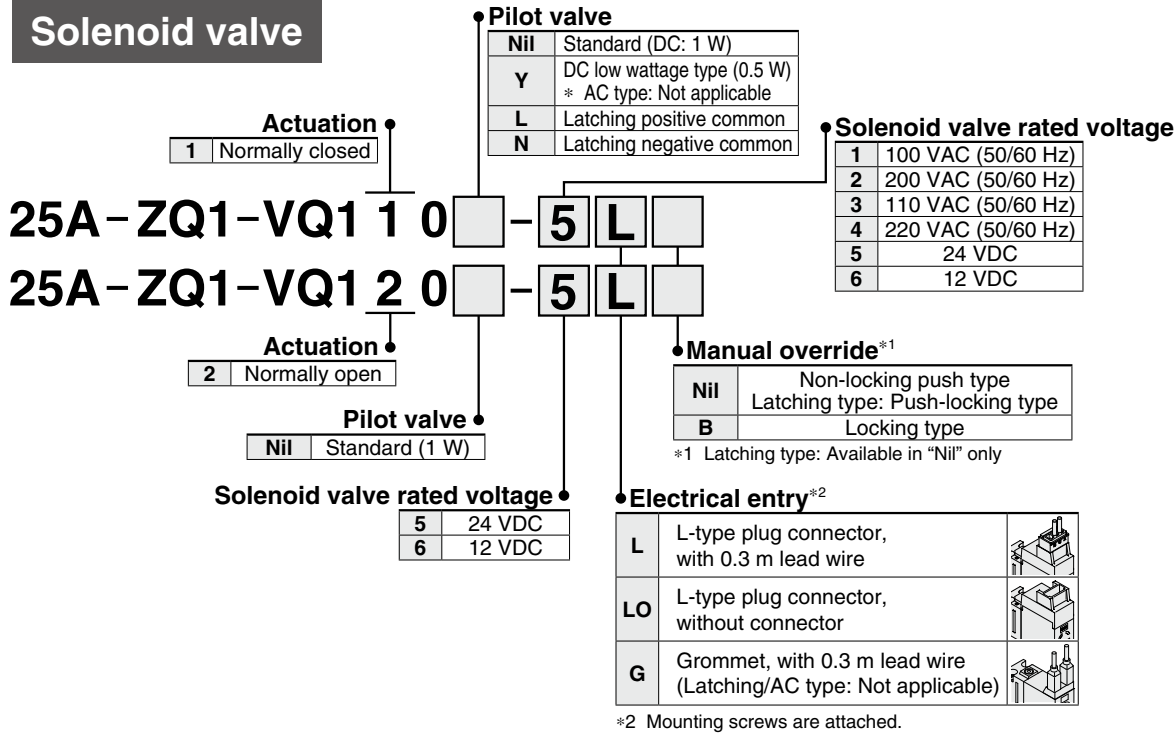 Solenoid valve
Pilot valve
Nil Standard (DC: 1 W)
Y DC low wattage type (0.5 W)
* AC type: Not applicable
L Latching positive common
N Latching negative common
Actuation
1 Normally closed
Solenoid valve rated voltage
1 100 VAC (50/60 Hz)
2 200 VAC (50/60 Hz)
3 110 VAC (50/60 Hz)
4 220 VAC (50/60 Hz)
5 24 VDC
6 12 VDC
25A-ZQ1-VQ1 1 0 - 5 L
25A-ZQ1-VQ1 2 0 - 5 L
Actuation
2 Normally open
Pilot valve
Nil Standard (1 W)
Solenoid valve rated voltage
5 24 VDC
6 12 VDC
Manual override*1
Nil Non-locking push type
Latching type: Push-locking type
B Locking type
*1 Latching type: Available in “Nil” only
Electrical entry*2
L L-type plug connector,
with 0.3 m lead wire
LO L-type plug connector,
without connector
G Grommet, with 0.3 m lead wire
(Latching/AC type: Not applicable)
*2 Mounting screws are attached.